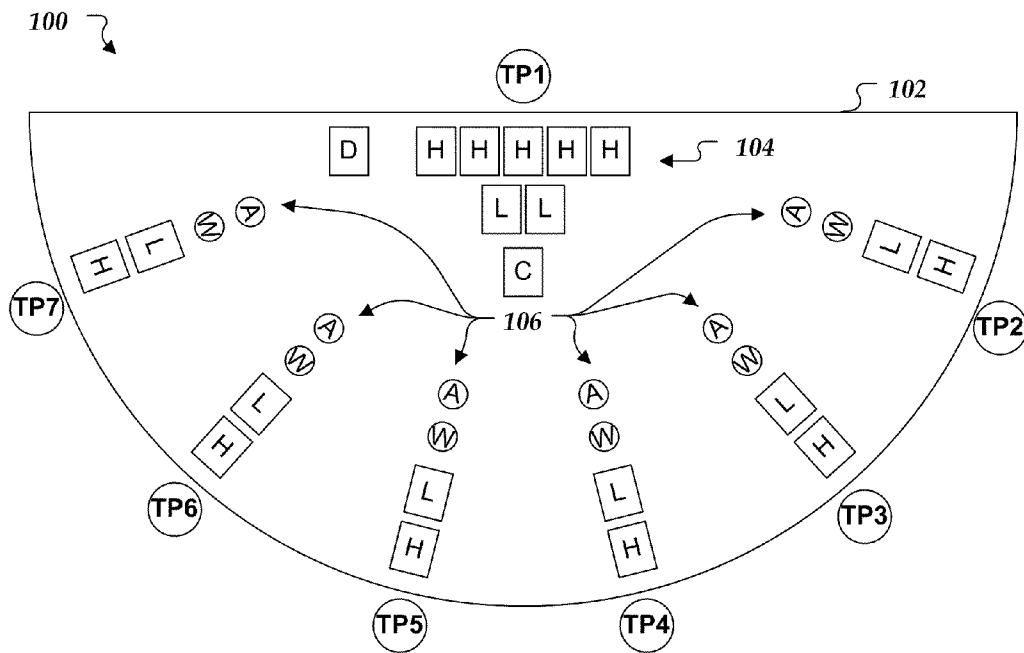 100
TP1
102
D H H H H H
104
L L
C
106
A W L H
TP2
A W L H
TP3
A W L H
TP4
A W L H
TP5
A W L H
TP6
A W L H
TP7